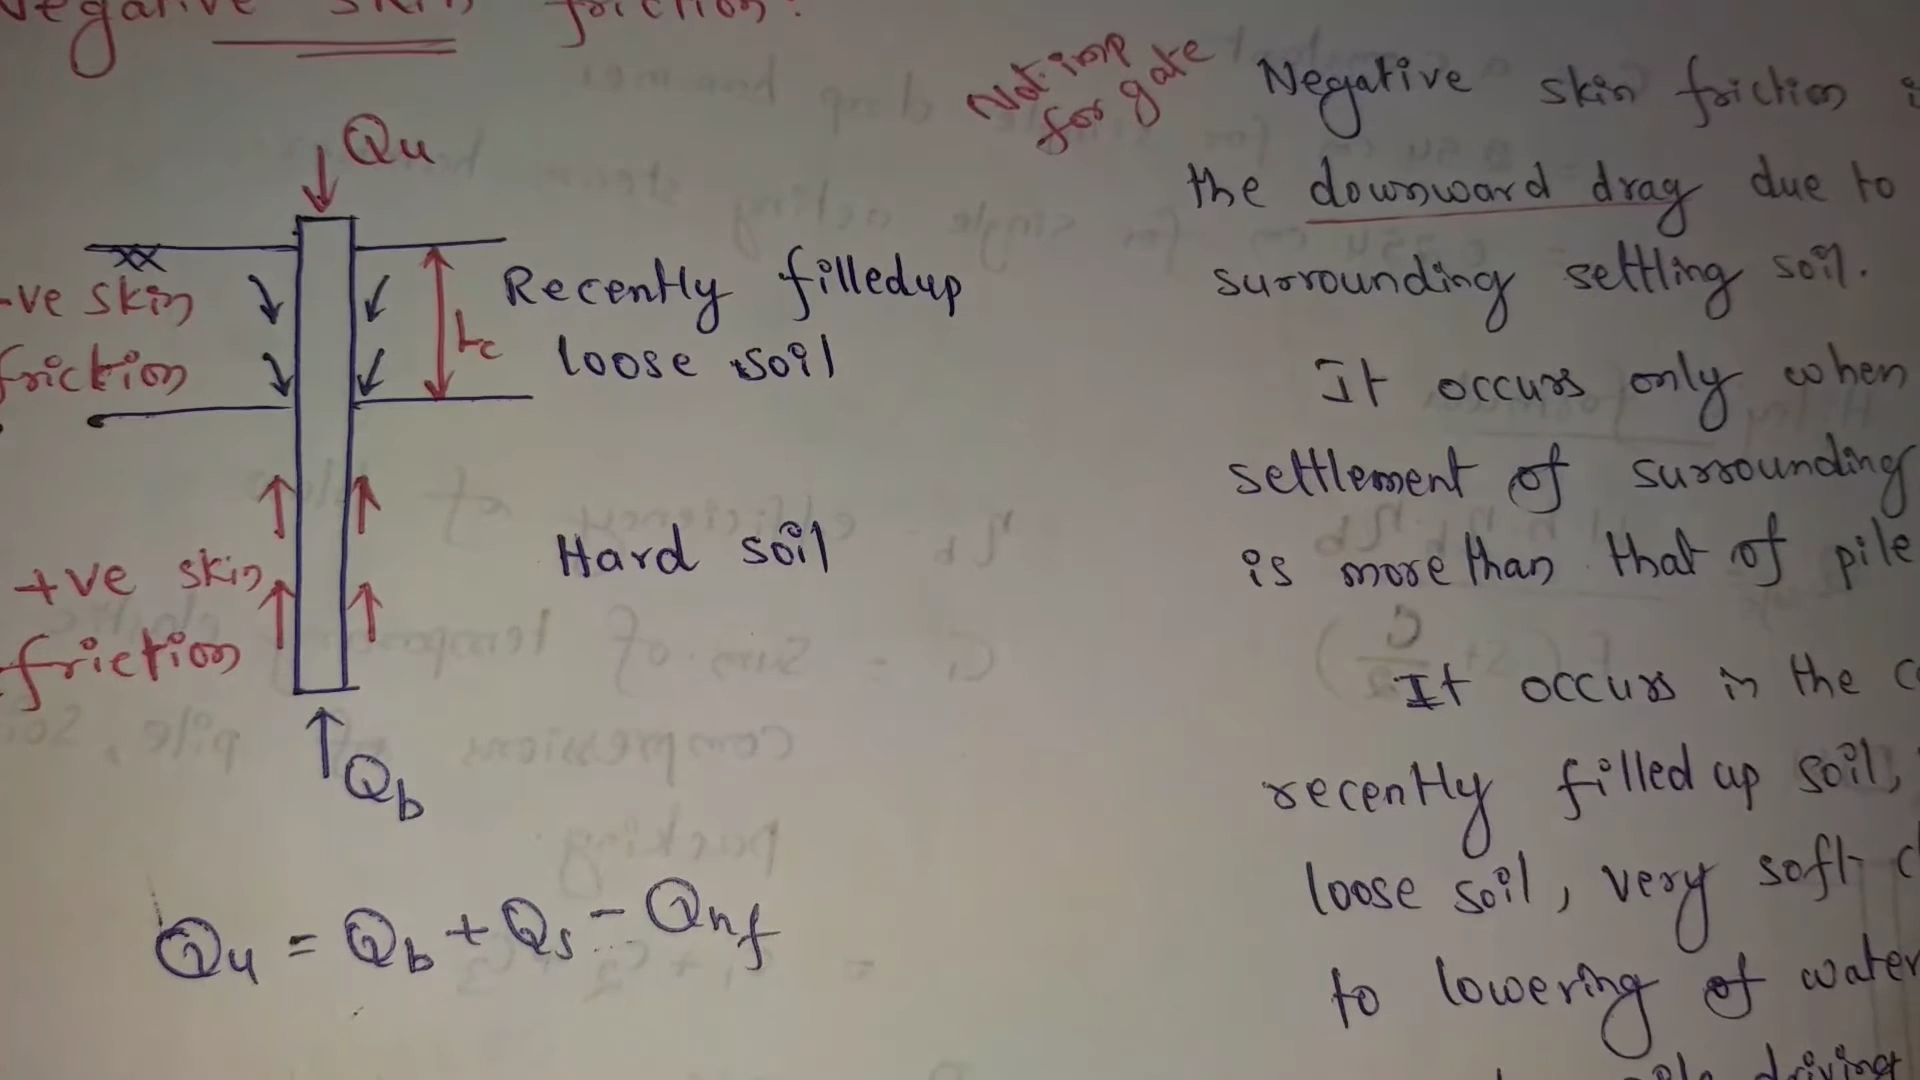 Negative skin friction:
Qu
-ve skin
friction
Lc
Recently filledup
loose soil
+ve skin
friction
Hard soil
Qb
Qu = Qb + Qs - Qnf
Not imp
for gate
Negative skin friction
the downward drag due to
surrounding settling soil.
It occurs only when
settlement of surrounding
is more than that of pile
It occurs in the
recently filled up soil,
loose soil, very soft
to lowering of water
driving